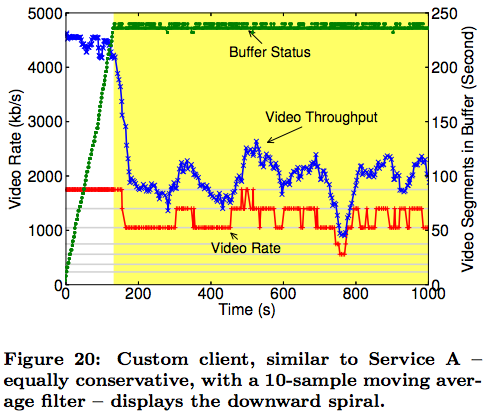 5000
4000
3000
2000
1000
0
Video Rate (kb/s)
250
200
150
100
50
0
Video Segments in Buffer (Second)
Buffer Status
Video Throughput
Video Rate
0 200 400 600 800 1000
Time (s)
Figure 20: Custom client, similar to Service A –
equally conservative, with a 10-sample moving aver-
age filter – displays the downward spiral.